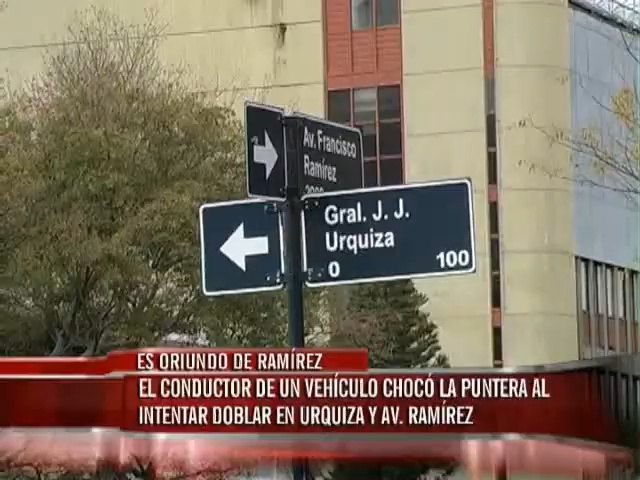 Av. Francisco
Ramírez
Gral. J. J.
Urquiza
0 100
ES ORIUNDO DE RAMÍREZ
EL CONDUCTOR DE UN VEHÍCULO CHOCÓ LA PUNTERA AL
INTENTAR DOBLAR EN URQUIZA Y AV. RAMÍREZ